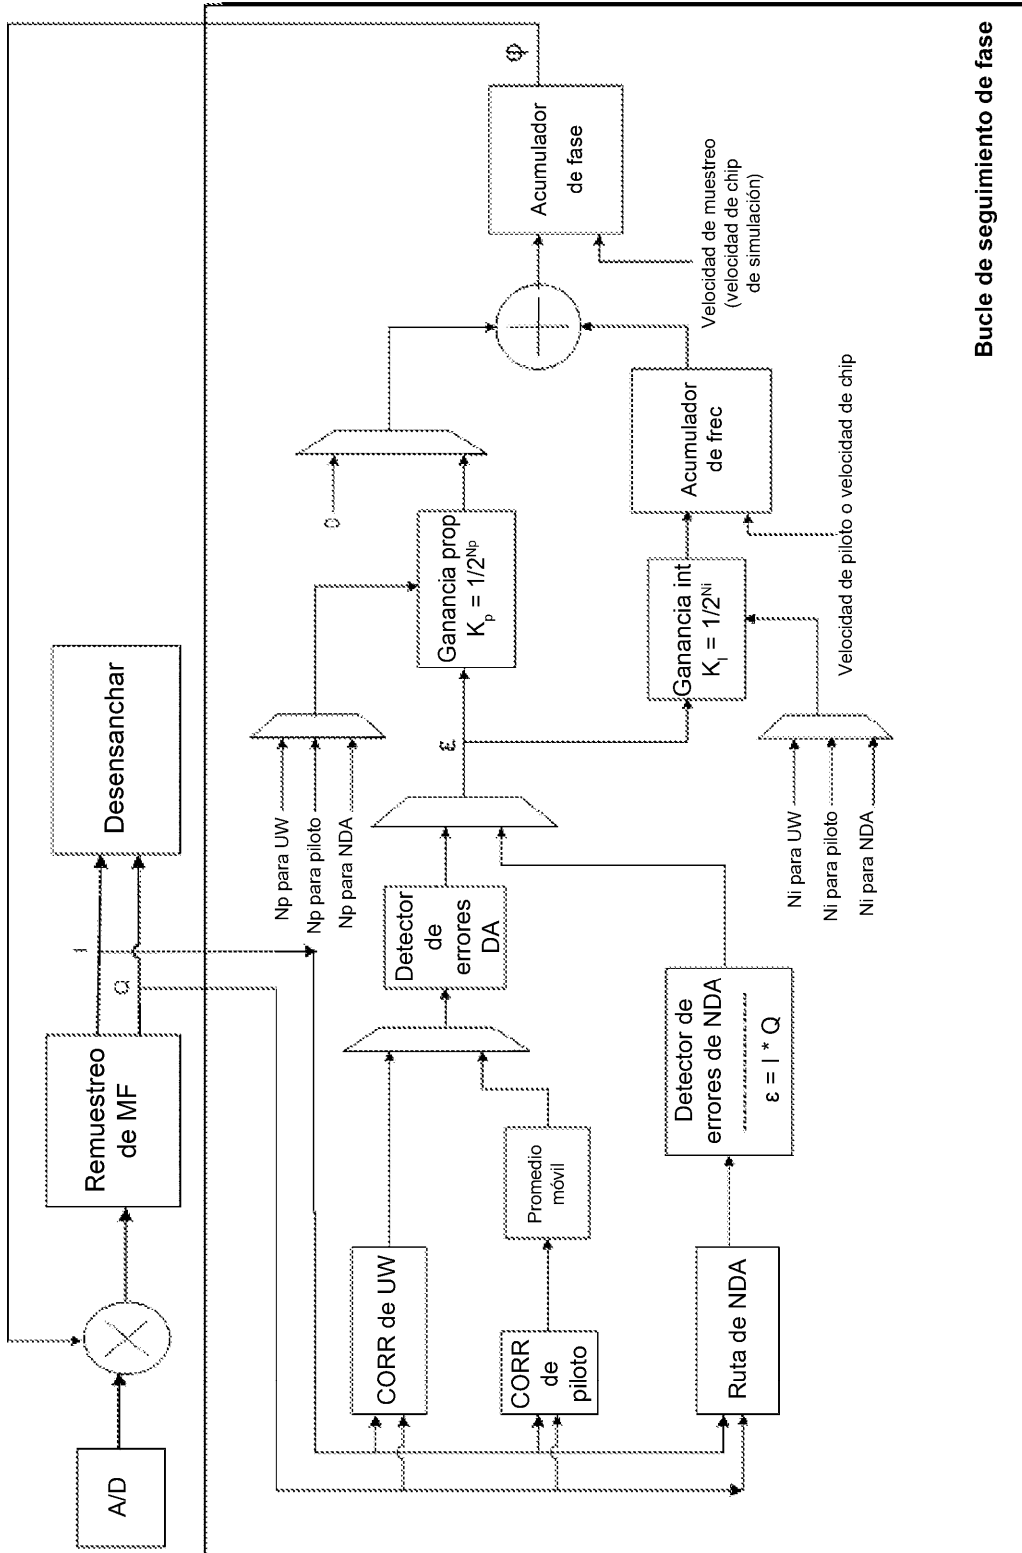 A/D
Remuestreo
de MF
I
Q
Desensanchar
CORR de UW
CORR
de
piloto
Promedio
móvil
Ruta de NDA
Detector de
errores de NDA
ε = I * Q
Detector
de
errores
DA
ε
Np para UW
Np para piloto
Np para NDA
Ganancia prop
Kₚ = 1/2^Np
0
Ni para UW
Ni para piloto
Ni para NDA
Ganancia int
K_I = 1/2^Ni
Velocidad de piloto o velocidad de chip
Acumulador
de frec
Velocidad de muestreo
(velocidad de chip
de simulación)
Acumulador
de fase
φ
Bucle de seguimiento de fase